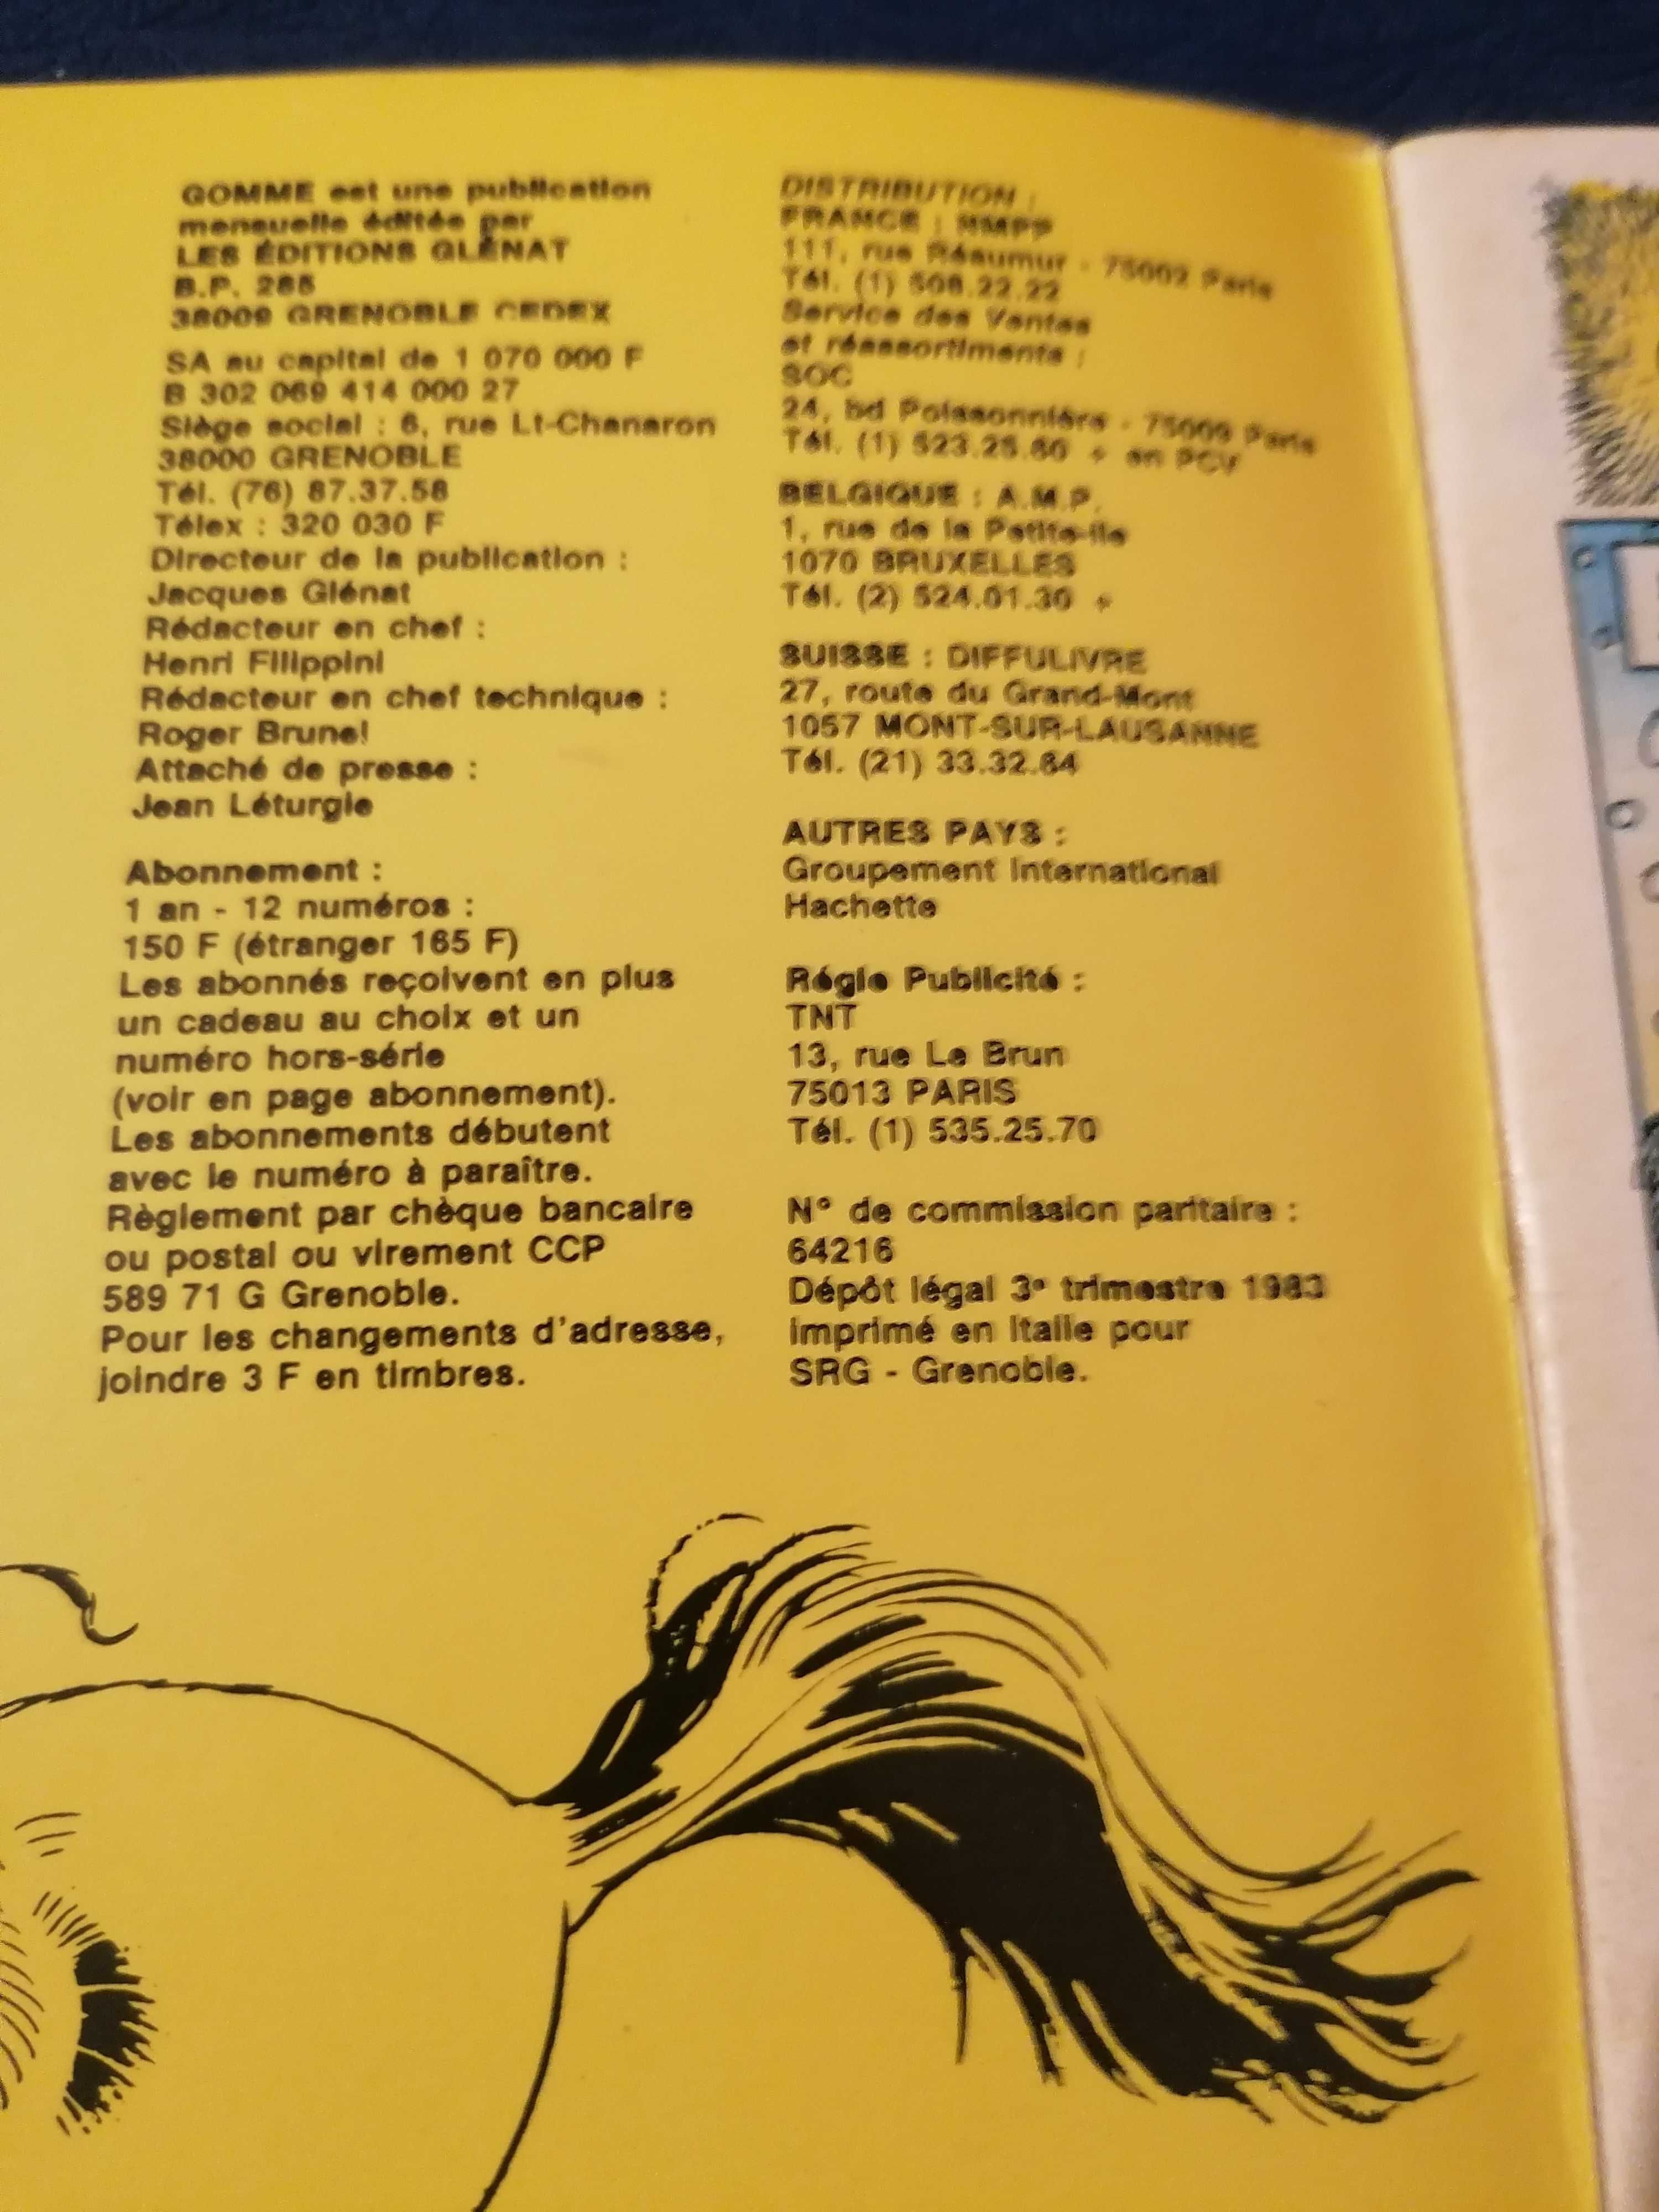 GOMME est une publication
mensuelle éditée par
LES ÉDITIONS GLÉNAT
B.P. 285
38009 GRENOBLE CEDEX
SA au capital de 1 070 000 F
B 302 069 414 000 27
Siège social : 6, rue Lt-Chanaron
38000 GRENOBLE
Tél. (76) 87.37.58
Télex : 320 030 F
Directeur de la publication :
Jacques Glénat
Rédacteur en chef :
Henri Filippini
Rédacteur en chef technique :
Roger Brunel
Attaché de presse :
Jean Léturgie
Abonnement :
1 an - 12 numéros :
150 F (étranger 165 F)
Les abonnés reçoivent en plus
un cadeau au choix et un
numéro hors-série
(voir en page abonnement).
Les abonnements débutent
avec le numéro à paraître.
Règlement par chèque bancaire
ou postal ou virement CCP
589 71 G Grenoble.
Pour les changements d'adresse,
joindre 3 F en timbres.
DISTRIBUTION :
FRANCE : NMPP
111, rue Réaumur - 75002 Paris
Tél. (1) 508.22.22
Service des Ventes
et réassortiments :
SOC
24, bd Poissonnière - 75009 Paris
Tél. (1) 523.25.60 + en PCV
BELGIQUE : A.M.P.
1, rue de la Petite-Ile
1070 BRUXELLES
Tél. (2) 524.01.30 +
SUISSE : DIFFULIVRE
27, route du Grand-Mont
1057 MONT-SUR-LAUSANNE
Tél. (21) 33.32.64
AUTRES PAYS :
Groupement International
Hachette
Régie Publicité :
TNT
13, rue Le Brun
75013 PARIS
Tél. (1) 535.25.70
N° de commission paritaire :
64216
Dépôt légal 3e trimestre 1983
Imprimé en Italie pour
SRG - Grenoble.